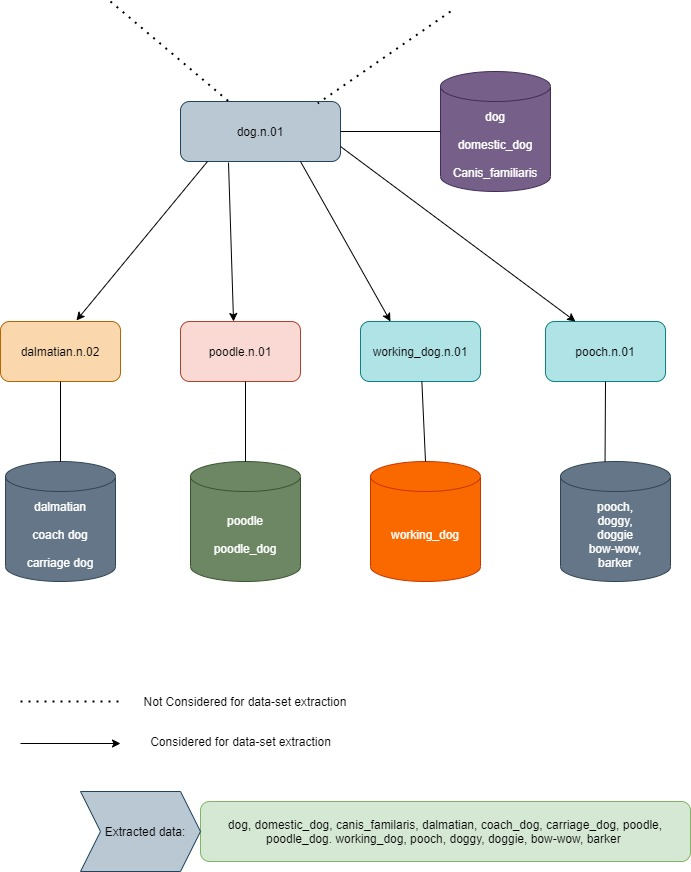 dog
dog.n.01
domestic_dog
Canis_familiaris
dalmatian.n.02
poodle.n.01
working_dog.n.01
pooch.n.01
dalmatian
coach dog
carriage dog
poodle
poodle_dog
working_dog
pooch,
doggy,
doggie
bow-wow,
barker
Not Considered for data-set extraction
Considered for data-set extraction
Extracted data:
dog, domestic_dog, canis_familaris, dalmatian, coach_dog, carriage_dog, poodle,
poodle_dog. working_dog, pooch, doggy, doggie, bow-wow, barker